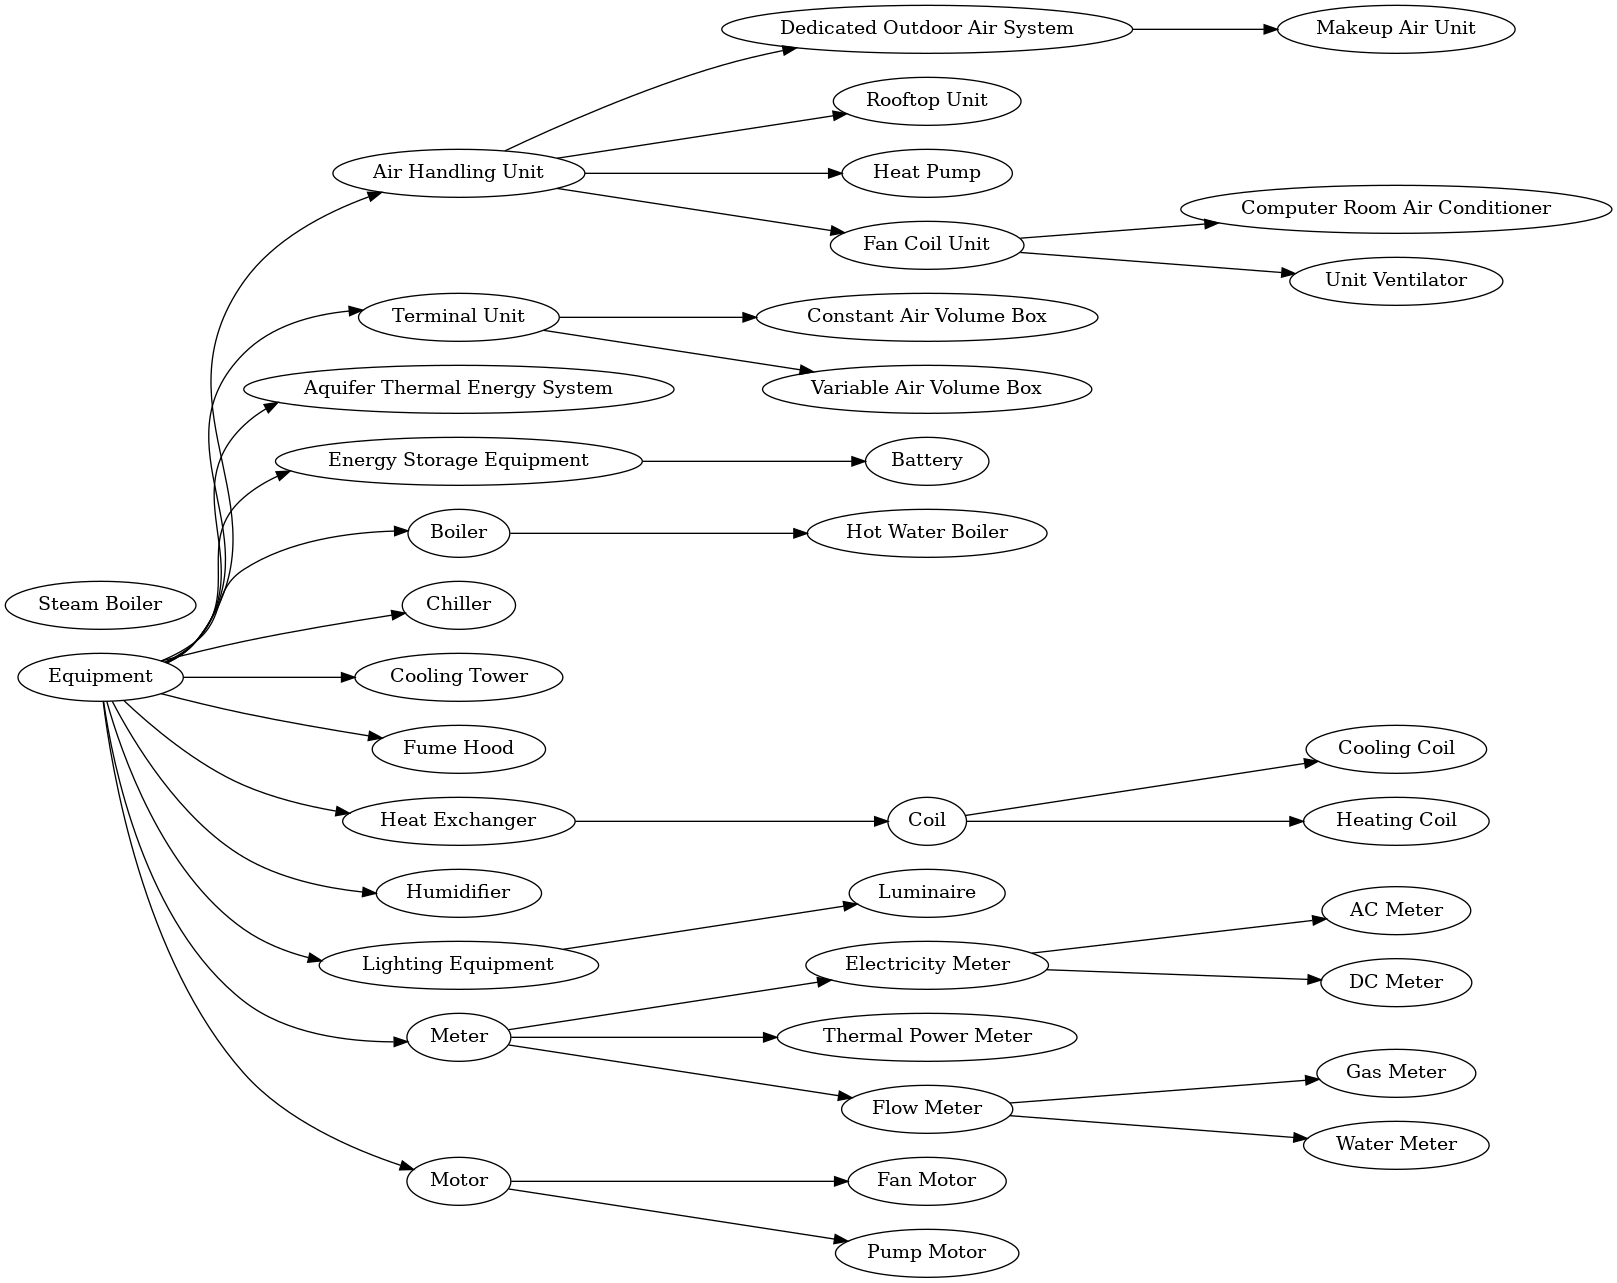 Dedicated Outdoor Air System
Makeup Air Unit
Rooftop Unit
Air Handling Unit
Heat Pump
Computer Room Air Conditioner
Fan Coil Unit
Unit Ventilator
Terminal Unit
Constant Air Volume Box
Aquifer Thermal Energy System
Variable Air Volume Box
Energy Storage Equipment
Battery
Boiler
Hot Water Boiler
Steam Boiler
Chiller
Equipment
Cooling Tower
Fume Hood
Cooling Coil
Heat Exchanger
Coil
Heating Coil
Humidifier
Luminaire
AC Meter
Lighting Equipment
Electricity Meter
DC Meter
Meter
Thermal Power Meter
Gas Meter
Flow Meter
Water Meter
Motor
Fan Motor
Pump Motor